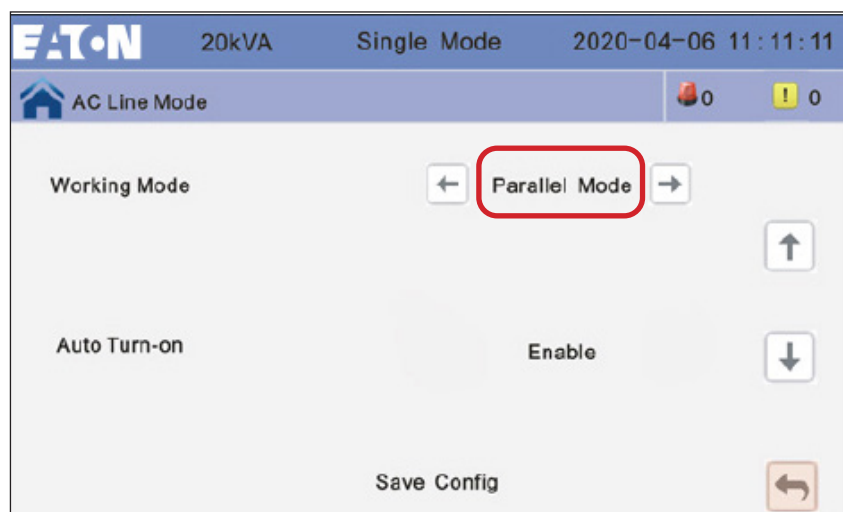 EATON 20kVA Single Mode 2020-04-06 11:11:11
AC Line Mode 0 ! 0
Working Mode ← Parallel Mode →
↑
Auto Turn-on Enable ↓
Save Config